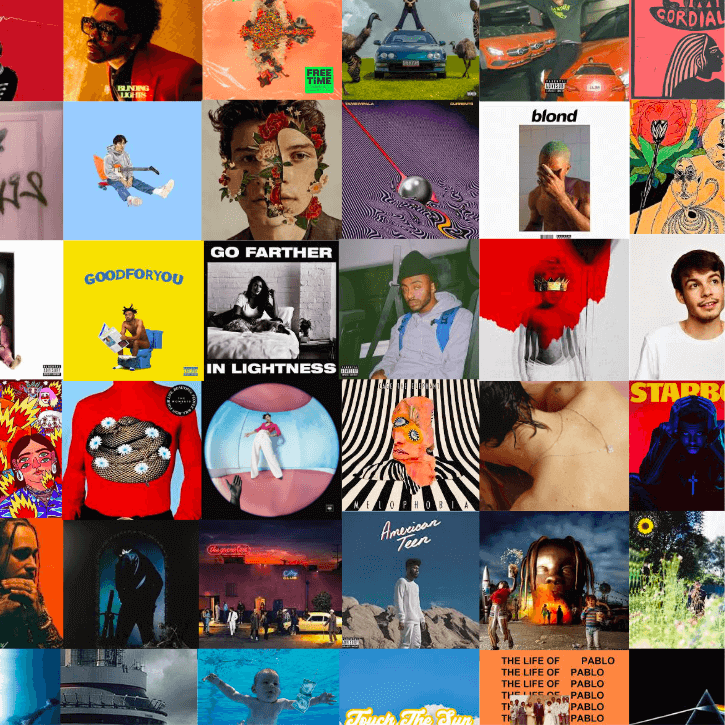 BLINDING
LIGHTS
FREE
TiME
CORDIAL
TAME IMPALA
CURRENTS
blond
GOODFORYOU
GO FARTHER
IN LIGHTNESS
STARBO
MELOPHOBIA
American
Teen
Touch The Sun
THE LIFE OF PABLO
THE LIFE OF PABLO
THE LIFE OF PABLO
THE LIFE OF PABLO
THE LIFE OF PABLO